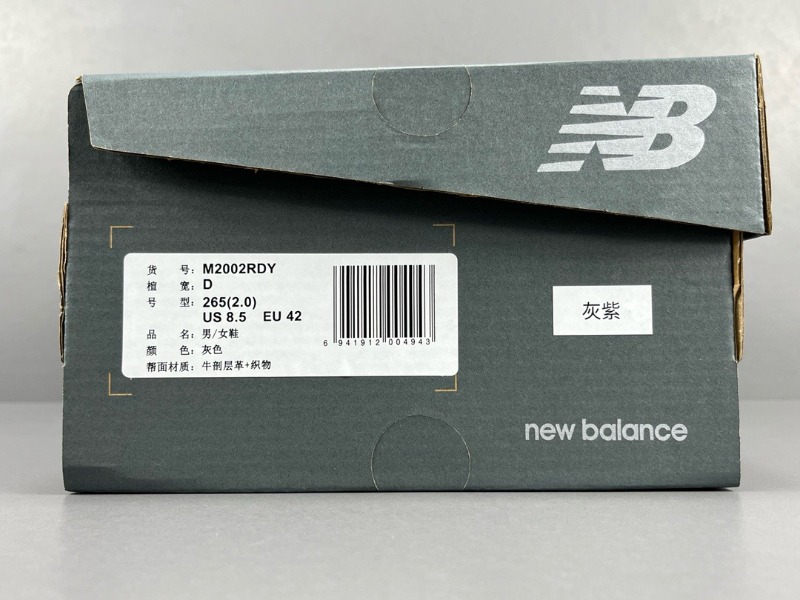 NB
货 号: M2002RDY
楦 宽: D
号 型: 265(2.0)
US 8.5 EU 42
品 名: 男/女鞋
颜 色: 灰色
帮面材质: 牛剖层革+织物
6 941912 004943
灰紫
new balance